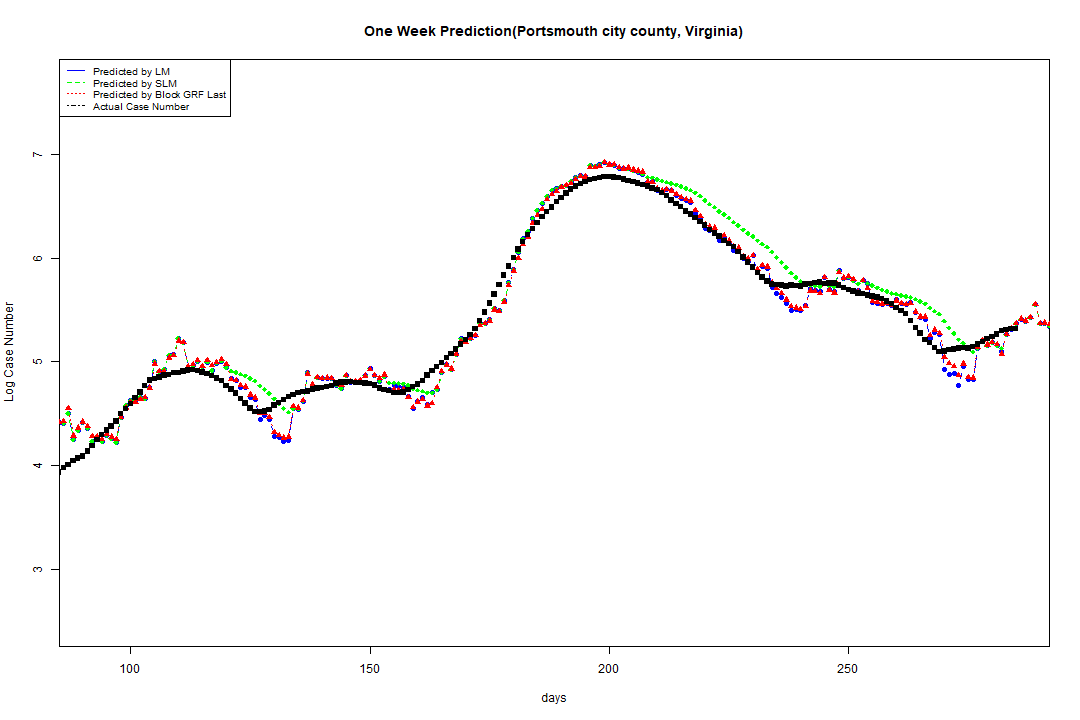 One Week Prediction(Portsmouth city county, Virginia)
Predicted by LM
Predicted by SLM
Predicted by Block GRF Last
Actual Case Number
7
6
5
4
3
Log Case Number
100 150 200 250
days